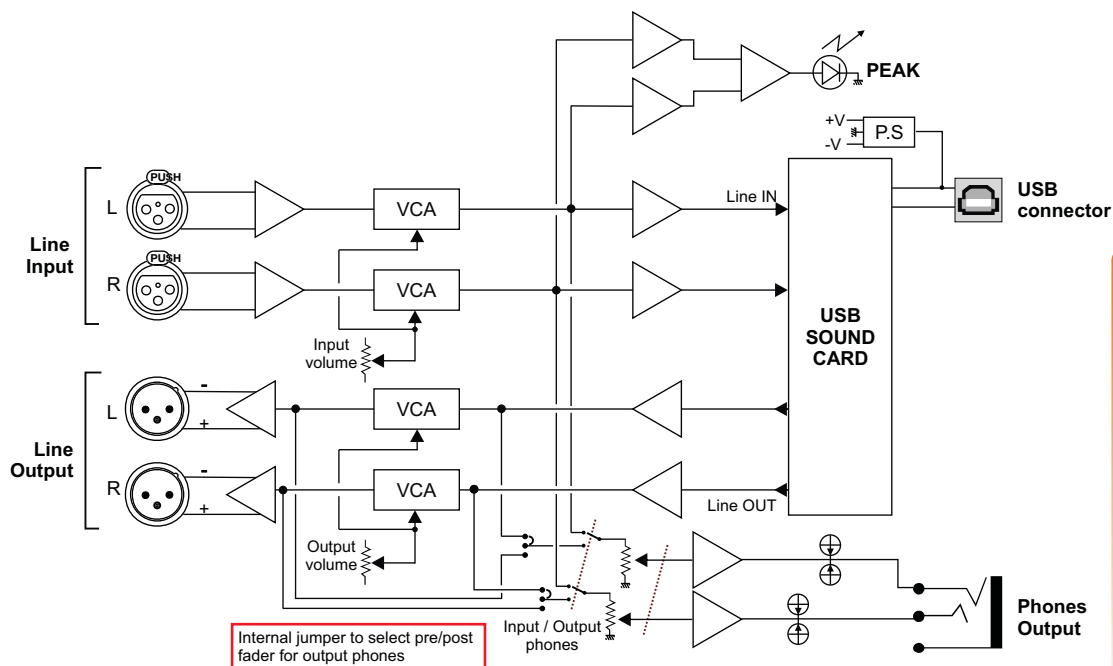 PEAK
+V
P.S
-V
PUSH
L
VCA
Line IN
USB
connector
Line
Input
PUSH
R
VCA
USB
SOUND
CARD
Input
volume
-
L
+
VCA
Line
Output
-
R
+
VCA
Line OUT
Output
volume
Input / Output
phones
Phones
Output
Internal jumper to select pre/post
fader for output phones